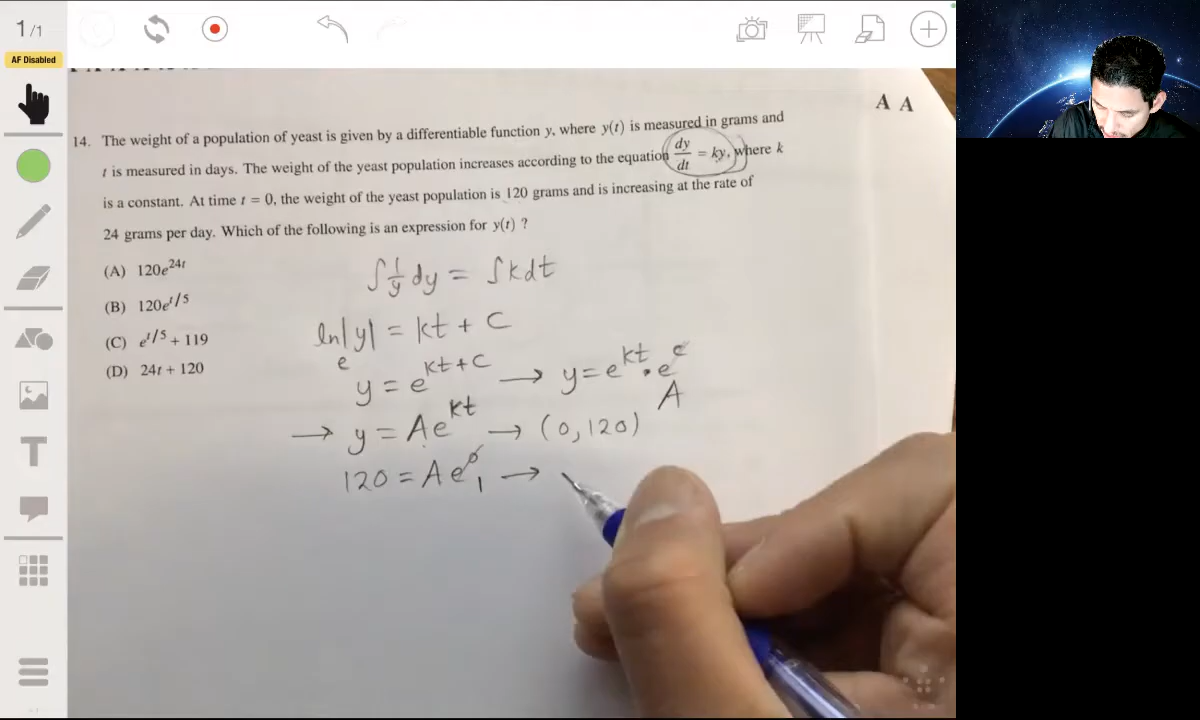 1/1
AF Disabled
A A
14. The weight of a population of yeast is given by a differentiable function y, where y(t) is measured in grams and
t is measured in days. The weight of the yeast population increases according to the equation dy/dt = ky, where k
is a constant. At time t = 0, the weight of the yeast population is 120 grams and is increasing at the rate of
24 grams per day. Which of the following is an expression for y(t) ?
(A) 120e^{24t}
(B) 120e^{t/5}
(C) e^{t/5} + 119
(D) 24t + 120
∫ 1/y dy = ∫ k dt
ln|y| = kt + C
e
y = e^{kt+C} → y = e^{kt} · e^{c}
A
→ y = Ae^{kt} → (0, 120)
120 = Ae^{0} 1 →
T